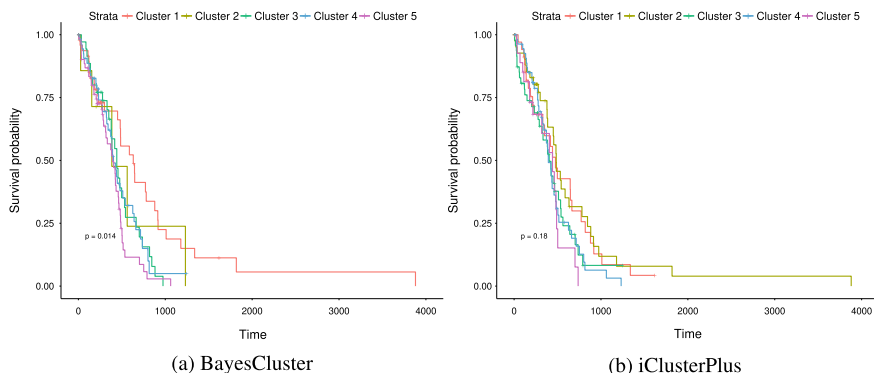 a
Strata Cluster 1 Cluster 2 Cluster 3 Cluster 4 Cluster 5
1.00
0.75
0.50
0.25
0.00
Survival probability
p = 0.014
0 1000 2000 3000 4000
Time
(a) BayesCluster
b
Strata Cluster 1 Cluster 2 Cluster 3 Cluster 4 Cluster 5
1.00
0.75
0.50
0.25
0.00
Survival probability
p = 0.18
0 1000 2000 3000 4000
Time
(b) iClusterPlus